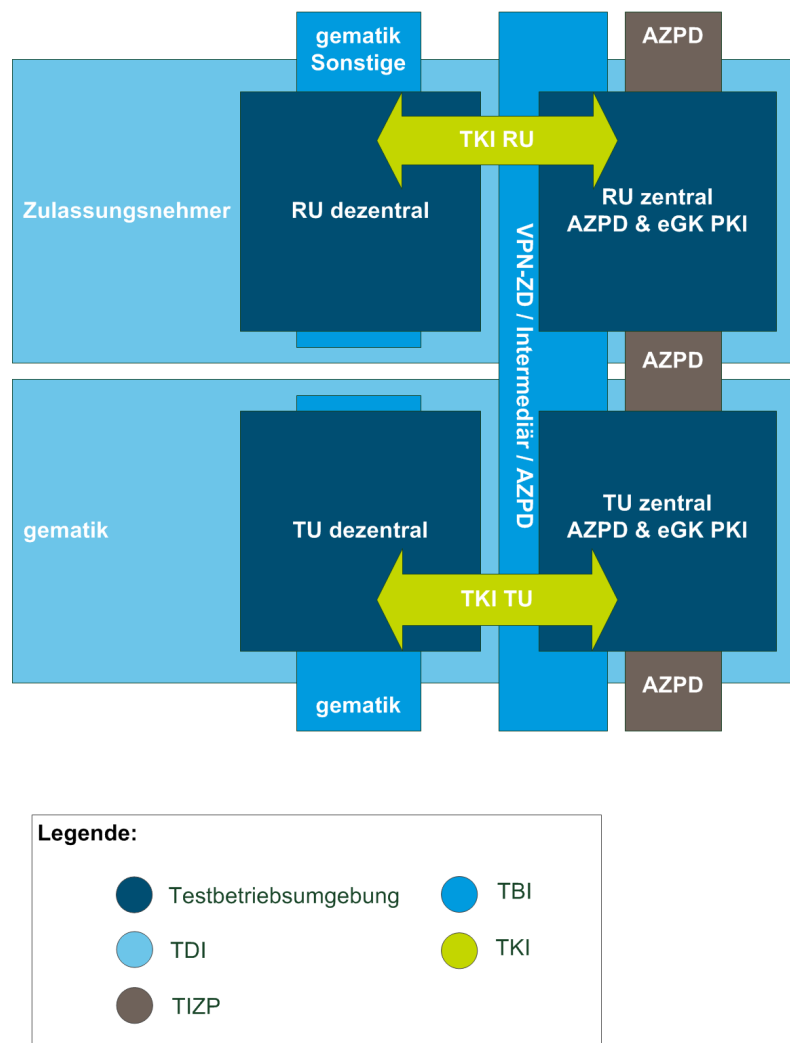 gematik
Sonstige
AZPD
TKI RU
Zulassungsnehmer
RU dezentral
RU zentral
AZPD & eGK PKI
VPN-ZD / Intermediär / AZPD
AZPD
gematik
TU dezentral
TU zentral
AZPD & eGK PKI
TKI TU
gematik
AZPD
Legende:
Testbetriebsumgebung
TBI
TDI
TKI
TIZP